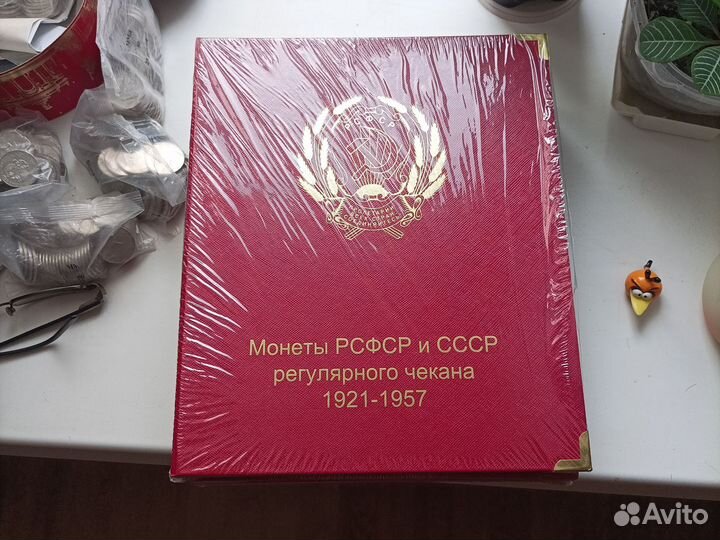 Р.С.Ф.С.Р.
Монеты РСФСР и СССР
регулярного чекана
1921-1957
Avito